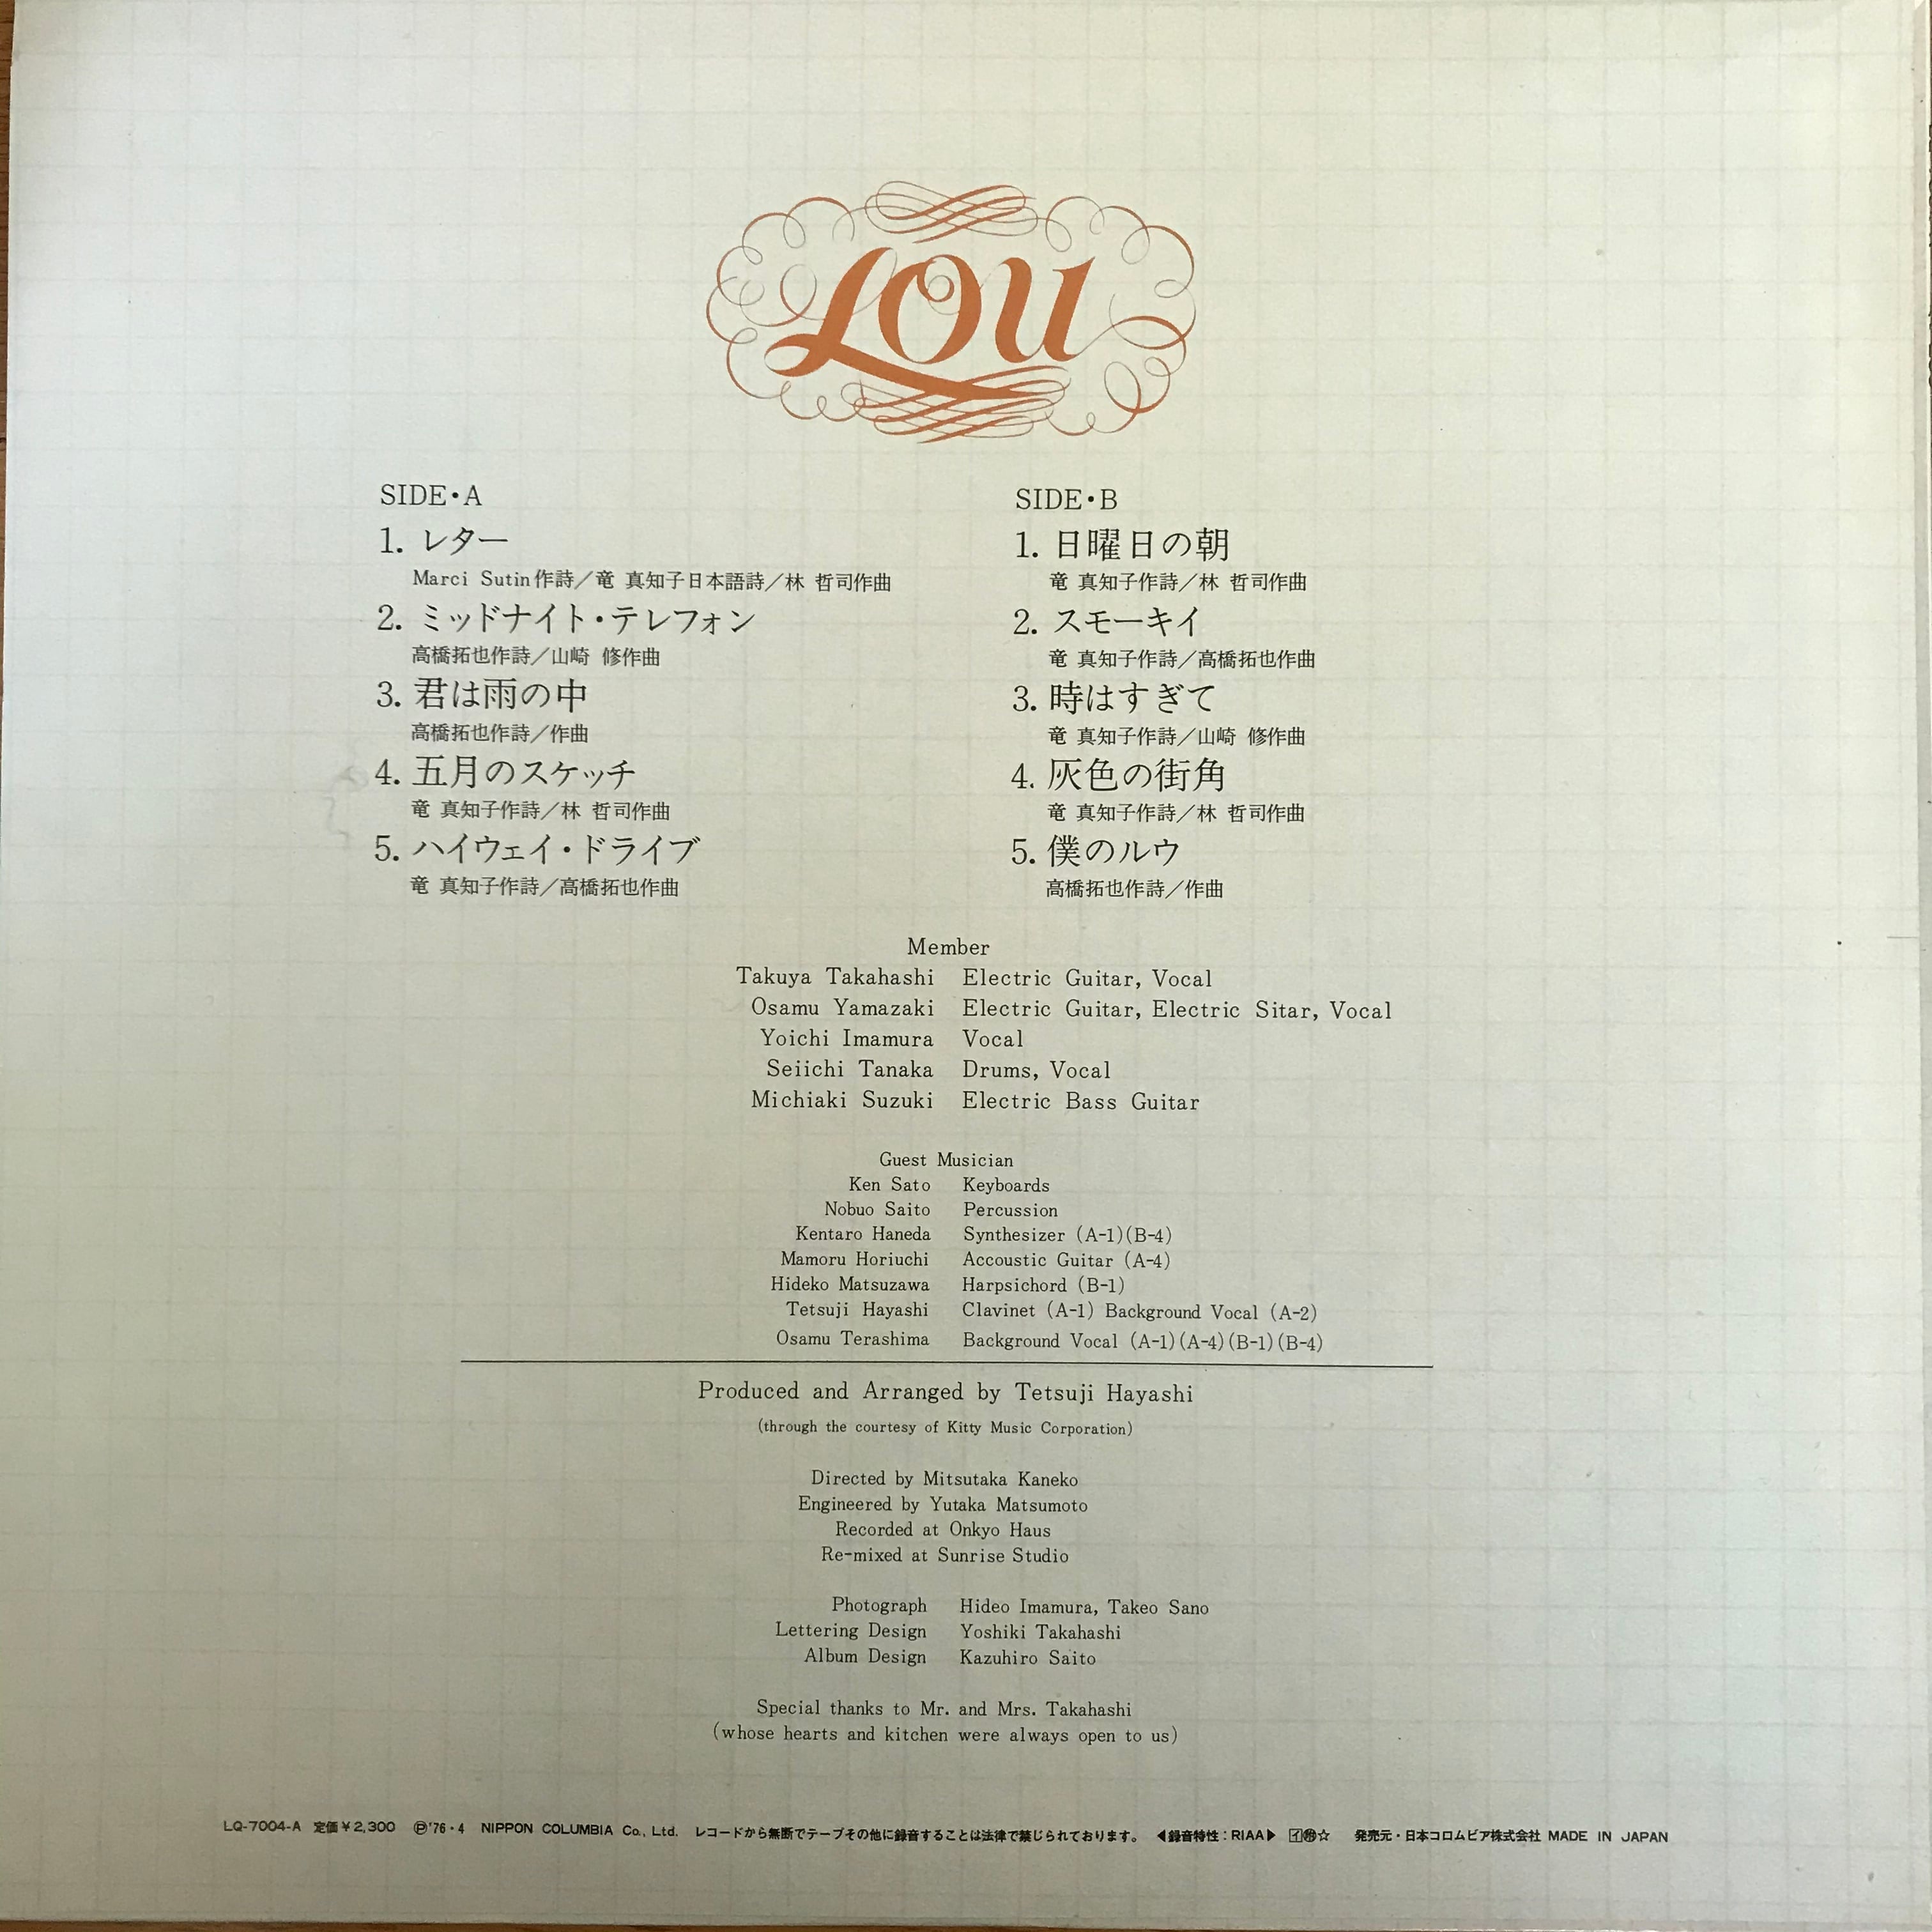 Lou
SIDE・A
1. レター
Marci Sutin作詩／竜 真知子日本語詩／林 哲司作曲
2. ミッドナイト・テレフォン
高橋拓也作詩／山崎 修作曲
3. 君は雨の中
高橋拓也作詩／作曲
4. 五月のスケッチ
竜 真知子作詩／林 哲司作曲
5. ハイウェイ・ドライブ
竜 真知子作詩／高橋拓也作曲
SIDE・B
1. 日曜日の朝
竜 真知子作詩／林 哲司作曲
2. スモーキイ
竜 真知子作詩／高橋拓也作曲
3. 時はすぎて
竜 真知子作詩／山崎 修作曲
4. 灰色の街角
竜 真知子作詩／林 哲司作曲
5. 僕のルウ
高橋拓也作詩／作曲
Member
Takuya Takahashi Electric Guitar, Vocal
Osamu Yamazaki Electric Guitar, Electric Sitar, Vocal
Yoichi Imamura Vocal
Seiichi Tanaka Drums, Vocal
Michiaki Suzuki Electric Bass Guitar
Guest Musician
Ken Sato Keyboards
Nobuo Saito Percussion
Kentaro Haneda Synthesizer (A-1)(B-4)
Mamoru Horiuchi Accoustic Guitar (A-4)
Hideko Matsuzawa Harpsichord (B-1)
Tetsuji Hayashi Clavinet (A-1) Background Vocal (A-2)
Osamu Terashima Background Vocal (A-1)(A-4)(B-1)(B-4)
Produced and Arranged by Tetsuji Hayashi
(through the courtesy of Kitty Music Corporation)
Directed by Mitsutaka Kaneko
Engineered by Yutaka Matsumoto
Recorded at Onkyo Haus
Re-mixed at Sunrise Studio
Photograph Hideo Imamura, Takeo Sano
Lettering Design Yoshiki Takahashi
Album Design Kazuhiro Saito
Special thanks to Mr. and Mrs. Takahashi
(whose hearts and kitchen were always open to us)
LQ-7004-A 定価￥2,300 Ⓟ'76・4 NIPPON COLUMBIA Co., Ltd. レコードから無断でテープその他に録音することは法律で禁じられております。 ◀録音特性：RIAA▶ ☆ 発売元・日本コロムビア株式会社 MADE IN JAPAN